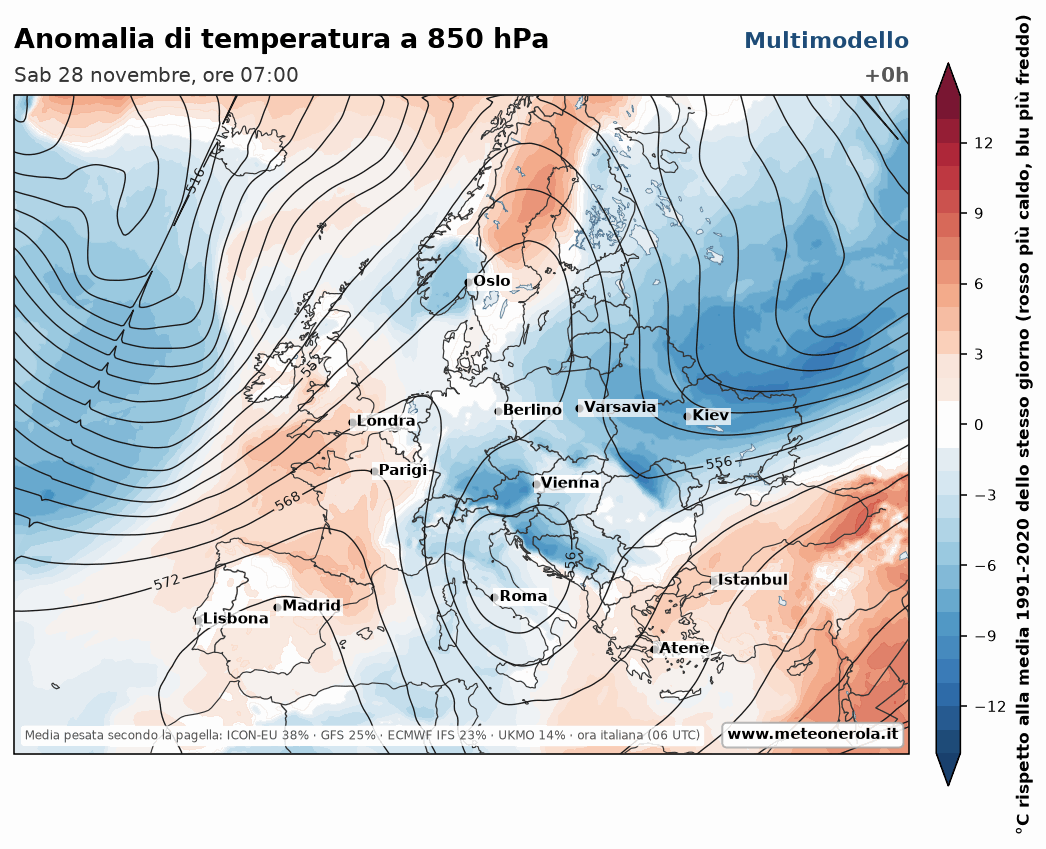 Anomalia di temperatura a 850 hPa
Multimodello
Sab 28 novembre, ore 07:00
+0h
516
552
568
572
556
556
Oslo
Londra
Parigi
Berlino
Varsavia
Kiev
Vienna
Lisbona
Madrid
Roma
Istanbul
Atene
12
9
6
3
0
−3
−6
−9
−12
°C rispetto alla media 1991-2020 dello stesso giorno (rosso più caldo, blu più freddo)
Media pesata secondo la pagella: ICON-EU 38% · GFS 25% · ECMWF IFS 23% · UKMO 14% · ora italiana (06 UTC)
www.meteonerola.it